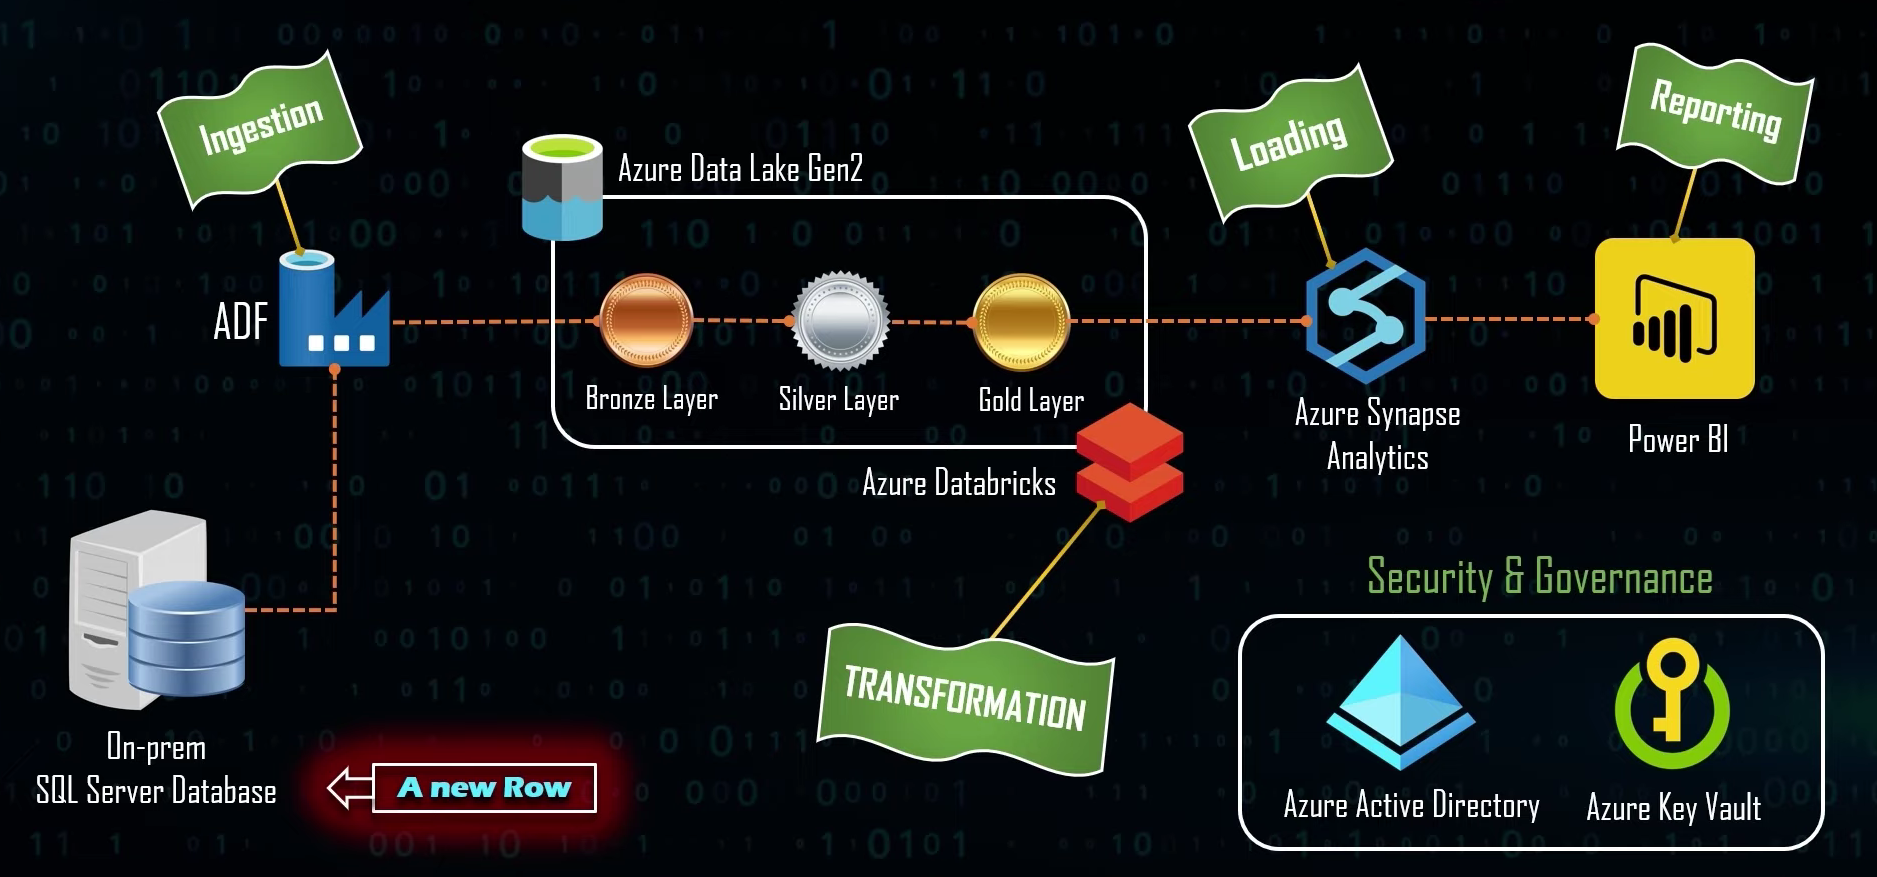 Ingestion
Loading
Reporting
Azure Data Lake Gen2
ADF
Bronze Layer
Silver Layer
Gold Layer
Azure Synapse
Analytics
Power BI
Azure Databricks
Security & Governance
TRANSFORMATION
On-prem
SQL Server Database
A new Row
Azure Active Directory
Azure Key Vault